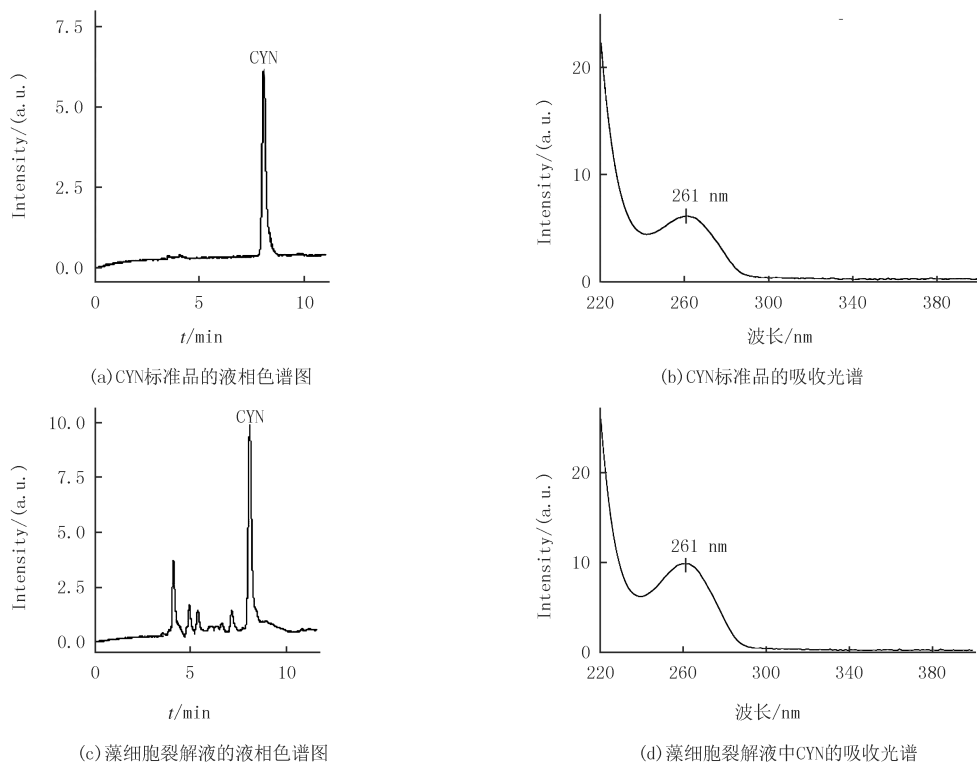 7.5
5.0
2.5
0.0
Intensity/(a.u.)
CYN
0 5 10
t/min
(a)CYN标准品的液相色谱图
20
10
0
Intensity/(a.u.)
261 nm
220 260 300 340 380
波长/nm
(b)CYN标准品的吸收光谱
10.0
7.5
5.0
2.5
0.0
Intensity/(a.u.)
CYN
0 5 10
t/min
(c)藻细胞裂解液的液相色谱图
20
10
0
Intensity/(a.u.)
261 nm
220 260 300 340 380
波长/nm
(d)藻细胞裂解液中CYN的吸收光谱